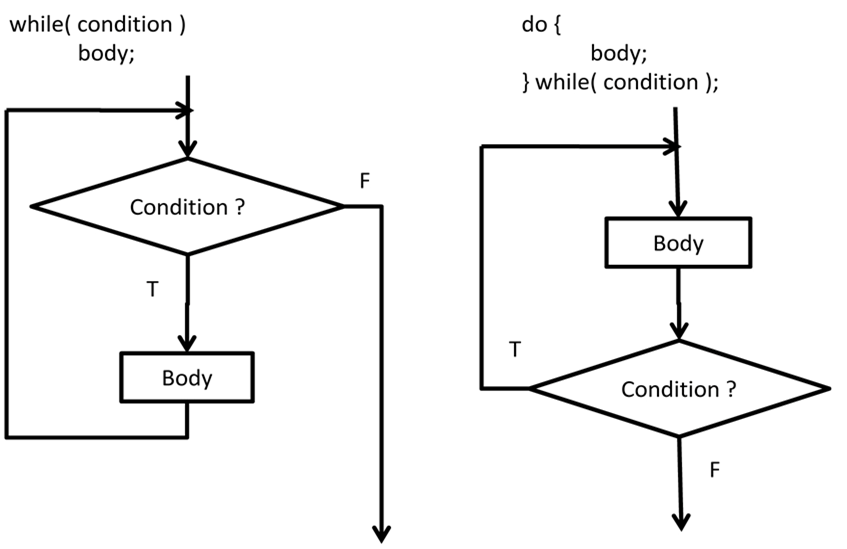 while( condition )
body;
F
Condition ?
T
Body
do {
body;
} while( condition );
Body
T
Condition ?
F